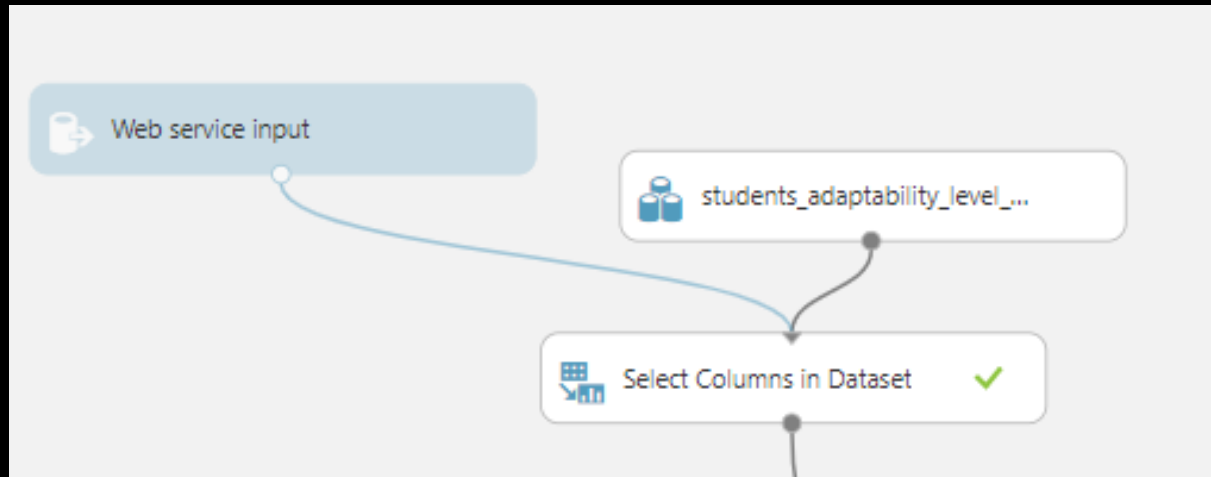 Web service input
students_adaptability_level_...
Select Columns in Dataset